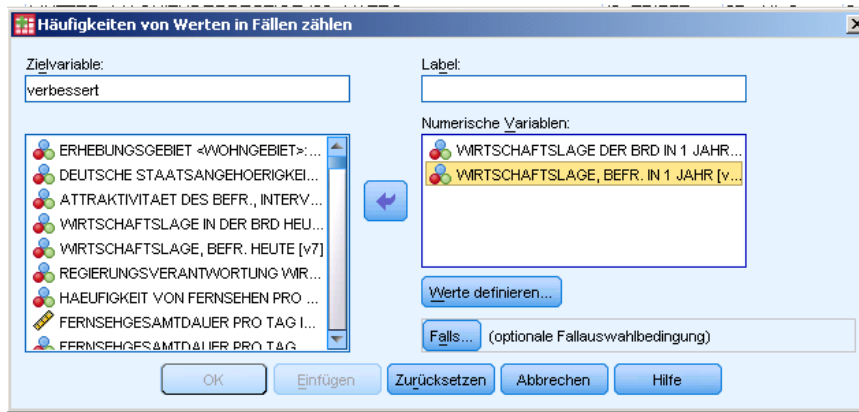 Häufigkeiten von Werten in Fällen zählen
Zielvariable:
verbessert
Label:
Numerische Variablen:
ERHEBUNGSGEBIET <WOHNGEBIET>:...
DEUTSCHE STAATSANGEHOERIGKEI...
ATTRAKTIVITAET DES BEFR., INTERV...
WIRTSCHAFTSLAGE IN DER BRD HEU...
WIRTSCHAFTSLAGE, BEFR. HEUTE [v7]
REGIERUNGSVERANTWORTUNG WIR...
HAEUFIGKEIT VON FERNSEHEN PRO ...
FERNSEHGESAMTDAUER PRO TAG I...
FERNSEHGESAMTDAUER PRO TAG
WIRTSCHAFTSLAGE DER BRD IN 1 JAHR...
WIRTSCHAFTSLAGE, BEFR. IN 1 JAHR [v...
Werte definieren...
Falls... (optionale Fallauswahlbedingung)
OK Einfügen Zurücksetzen Abbrechen Hilfe